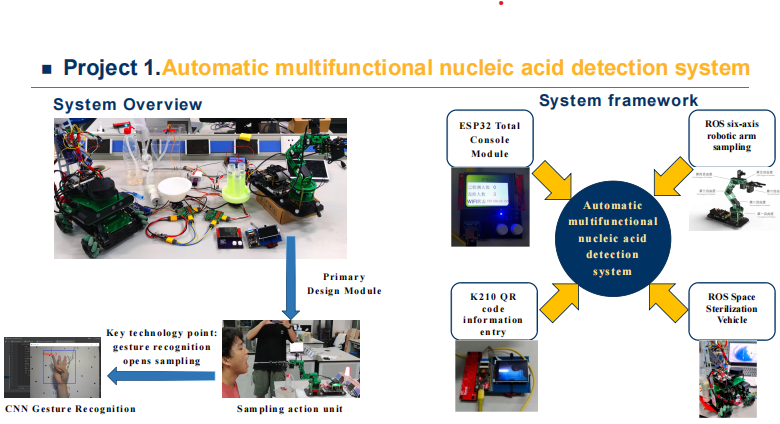 Project 1.Automatic multifunctional nucleic acid detection system
System Overview
Primary
Design Module
Key technology point:
gesture recognition
opens sampling
CNN Gesture Recognition
Sampling action unit
System framework
ESP32 Total
Console
Module
ROS six-axis
robotic arm
sampling
Automatic
multifunctional
nucleic acid
detection
system
K210 QR
code
information
entry
ROS Space
Sterilization
Vehicle